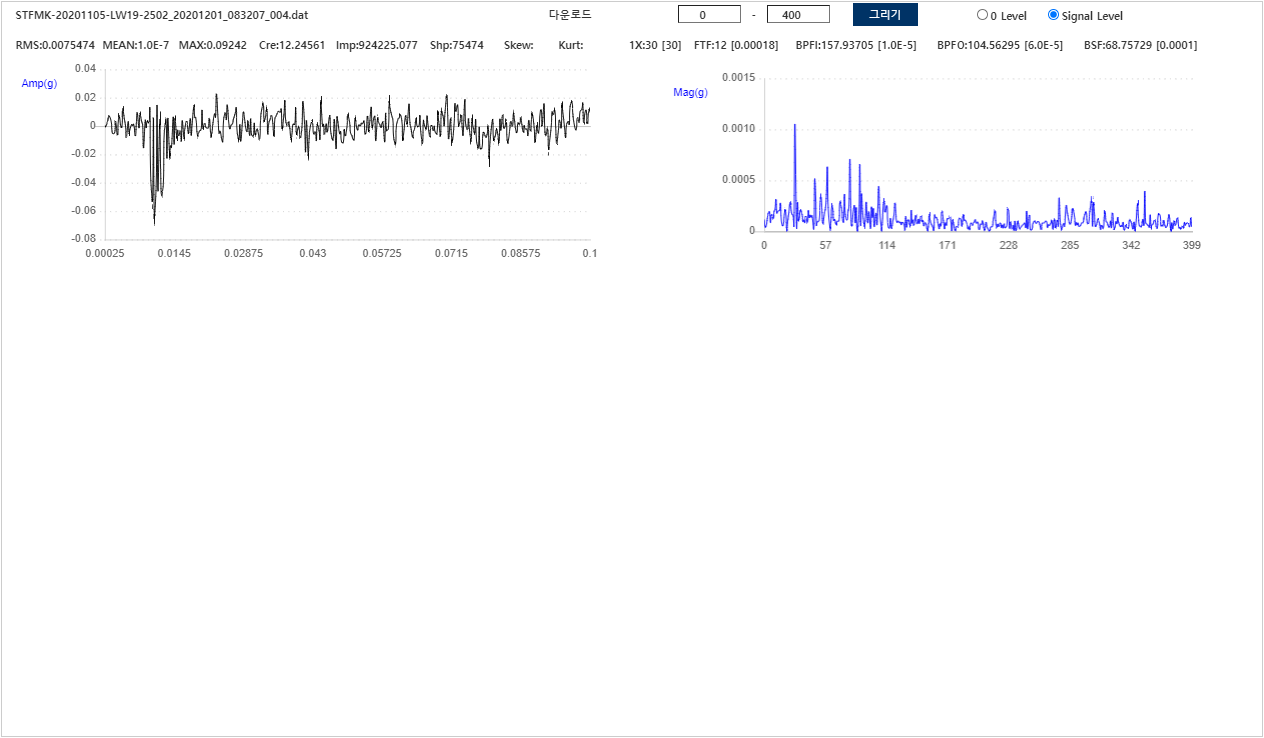 STFMK-20201105-LW19-2502_20201201_083207_004.dat 다운로드 0 - 400 그리기 0 Level Signal Level
RMS:0.0075474 MEAN:1.0E-7 MAX:0.09242 Cre:12.24561 Imp:924225.077 Shp:75474 Skew: Kurt: 1X:30 [30] FTF:12 [0.00018] BPFI:157.93705 [1.0E-5] BPFO:104.56295 [6.0E-5] BSF:68.75729 [0.0001]
Amp(g)
0.04
0.02
0
-0.02
-0.04
-0.06
-0.08
0.00025 0.0145 0.02875 0.043 0.05725 0.0715 0.08575 0.1
Mag(g)
0.0015
0.0010
0.0005
0
0 57 114 171 228 285 342 399